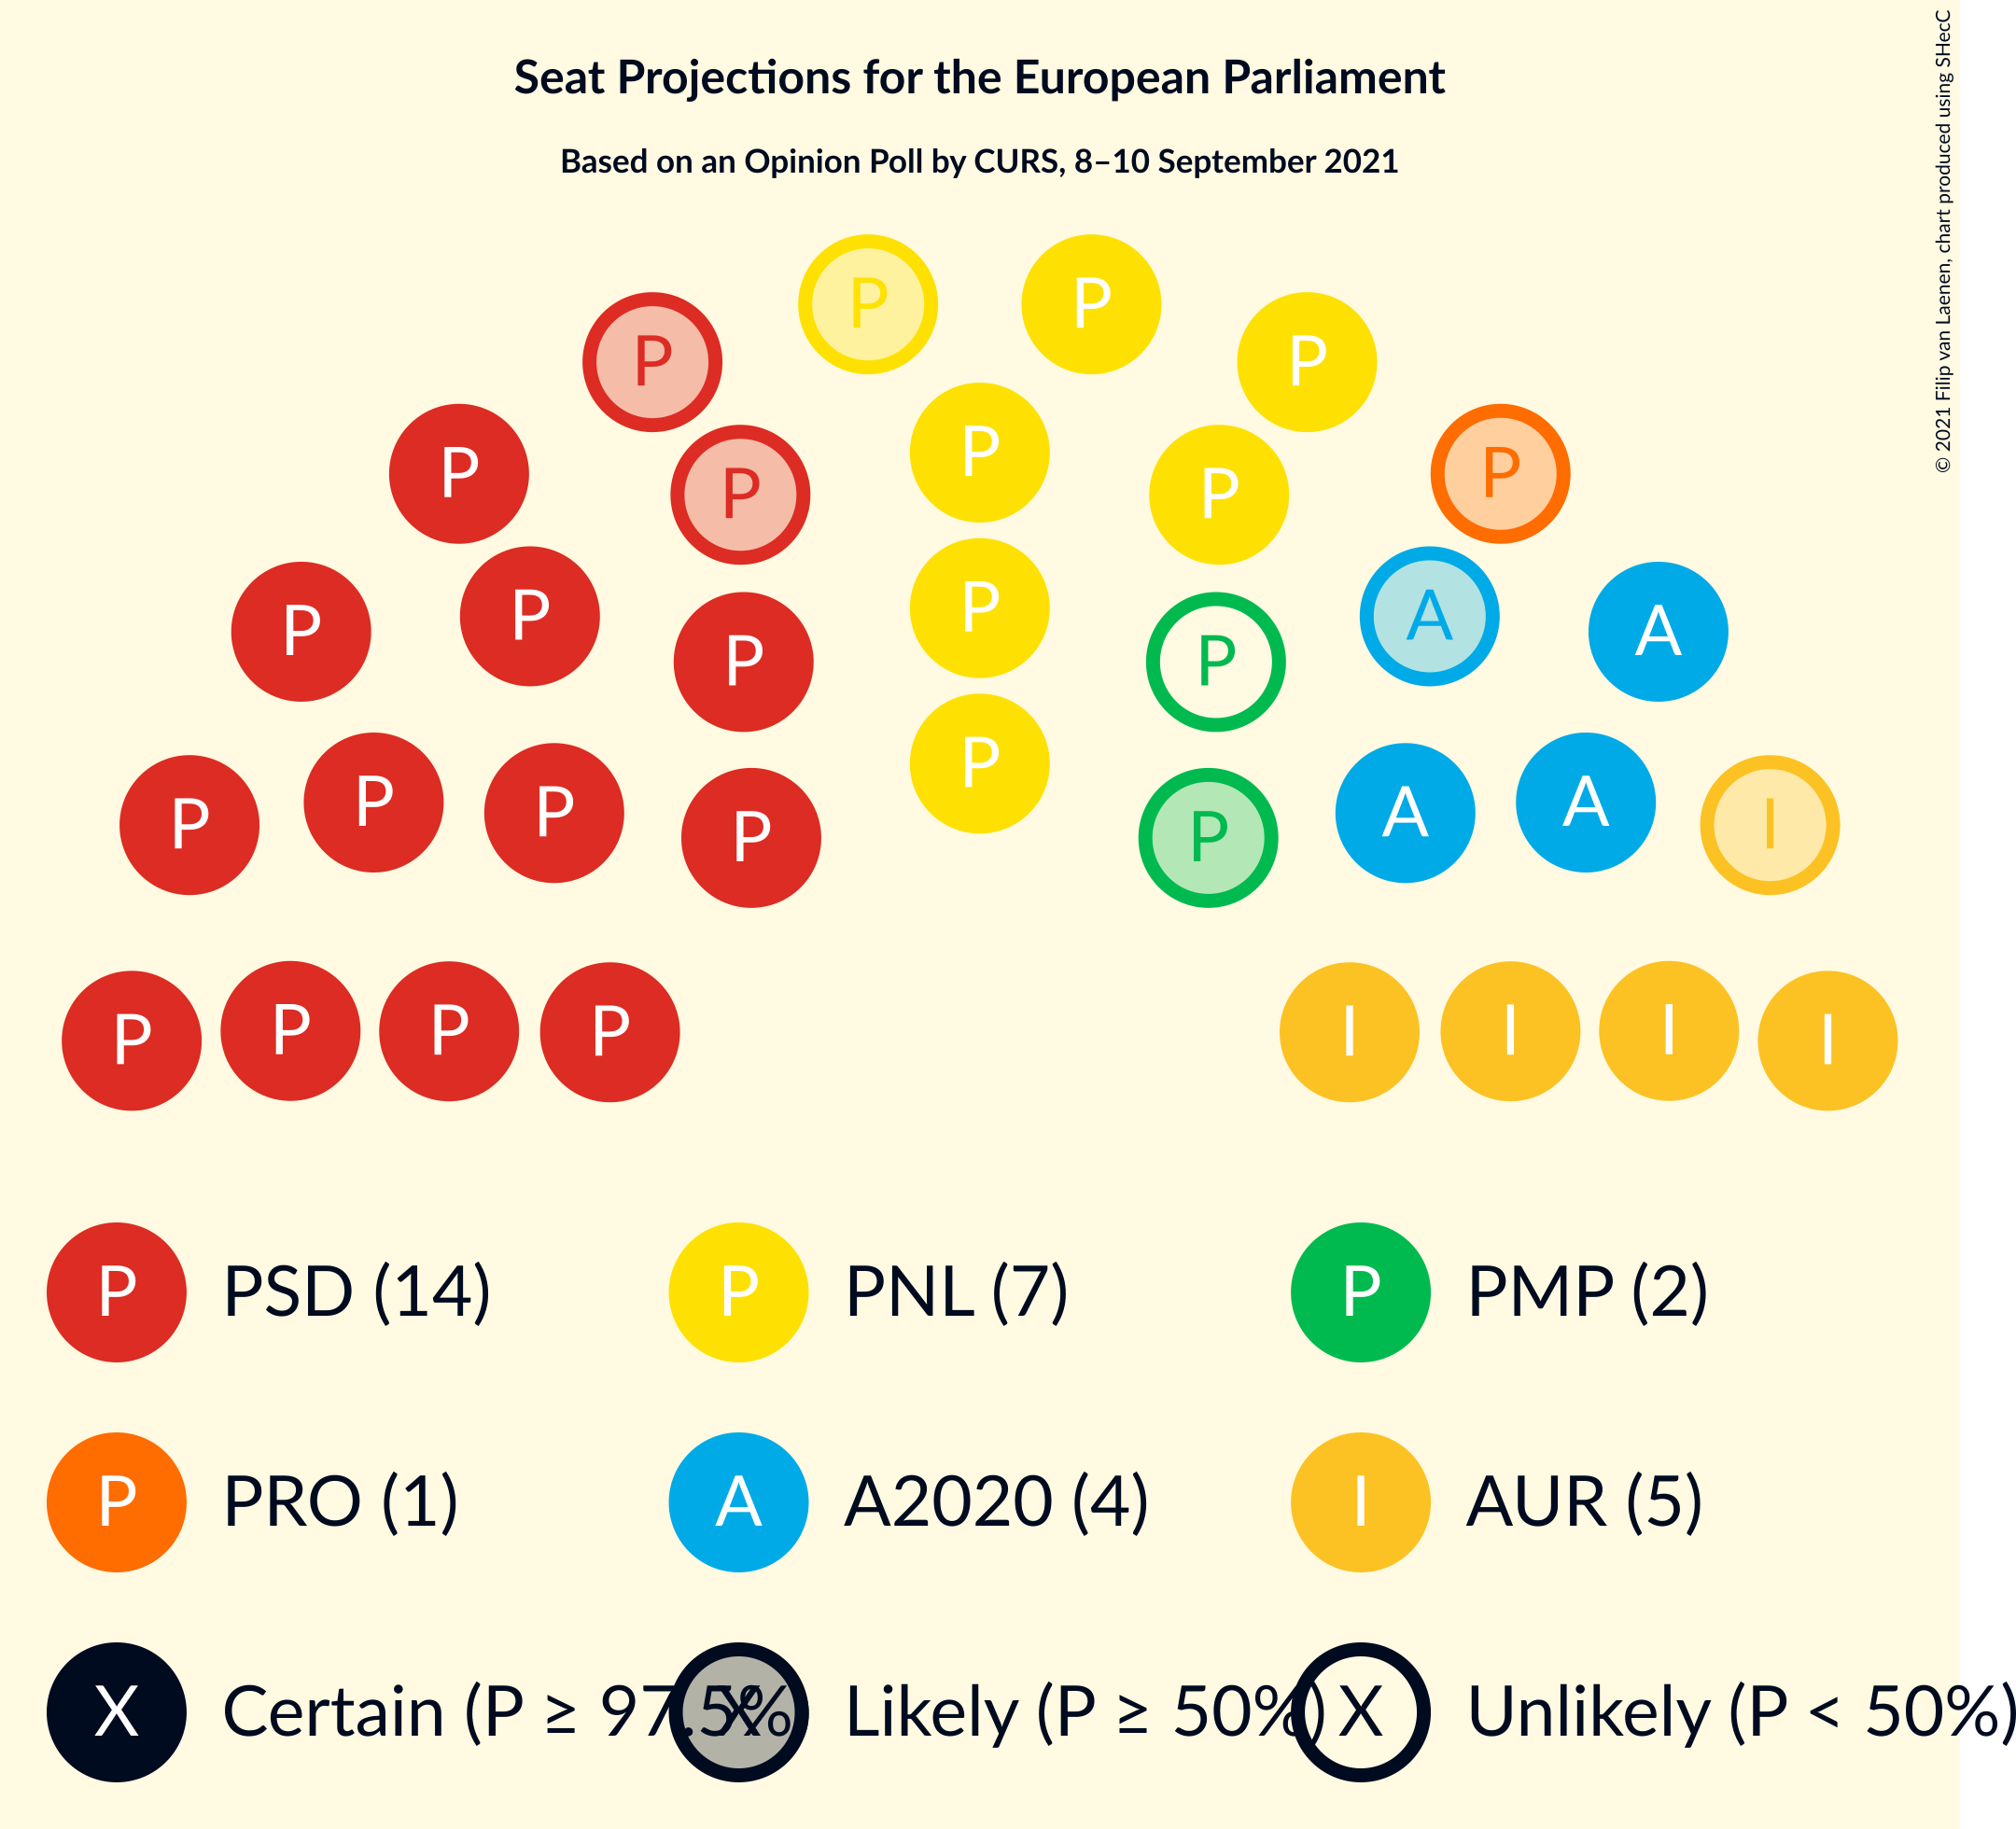 Seat Projections for the European Parliament
Based on an Opinion Poll by CURS, 8–10 September 2021
© 2021 Filip van Laenen, chart produced using SHecC
P P
P P
P P P P
P P
P P A A
P P
P P P P A A I
P P
P P P P I I I I
P PSD (14) P PNL (7) P PMP (2)
P PRO (1) A A2020 (4) I AUR (5)
X Certain (P ≥ 97.5% X Likely (P ≥ 50%) X Unlikely (P < 50%)